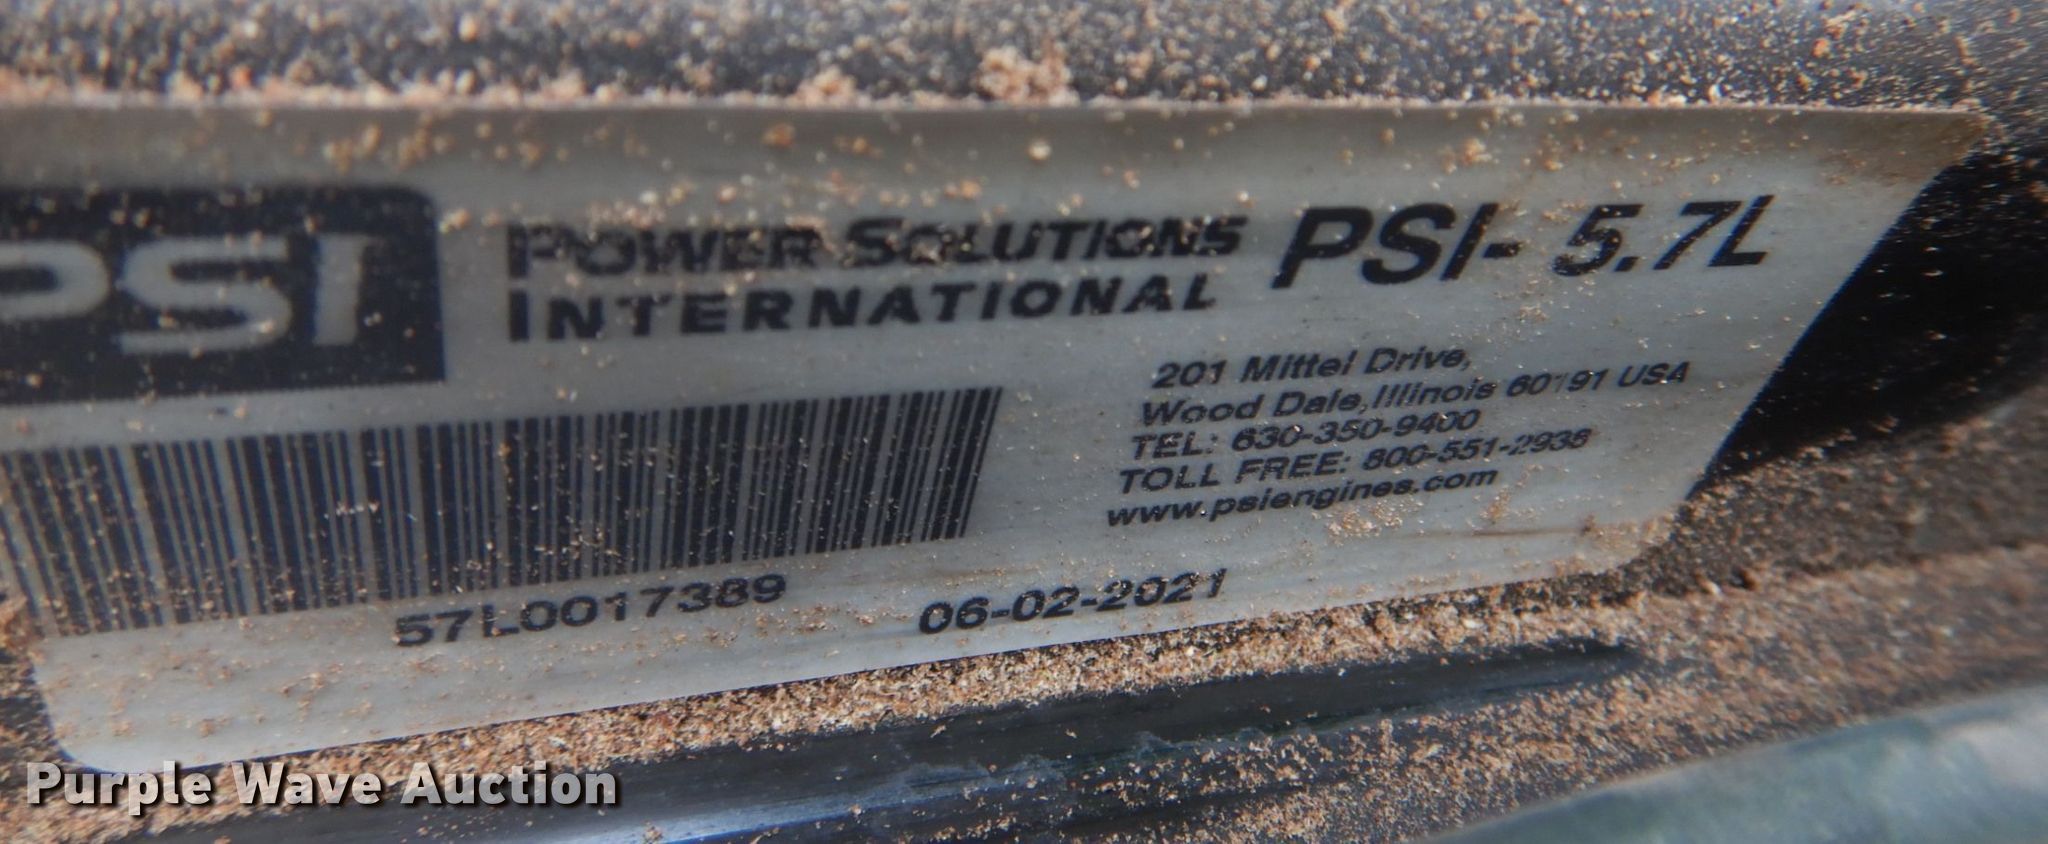 PSI
POWER SOLUTIONS
INTERNATIONAL
PSI- 5.7L
201 Mittel Drive,
Wood Dale, Illinois 60191 USA
TEL: 630-350-9400
TOLL FREE: 800-551-2938
www.psiengines.com
57L0017389
06-02-2021
Purple Wave Auction